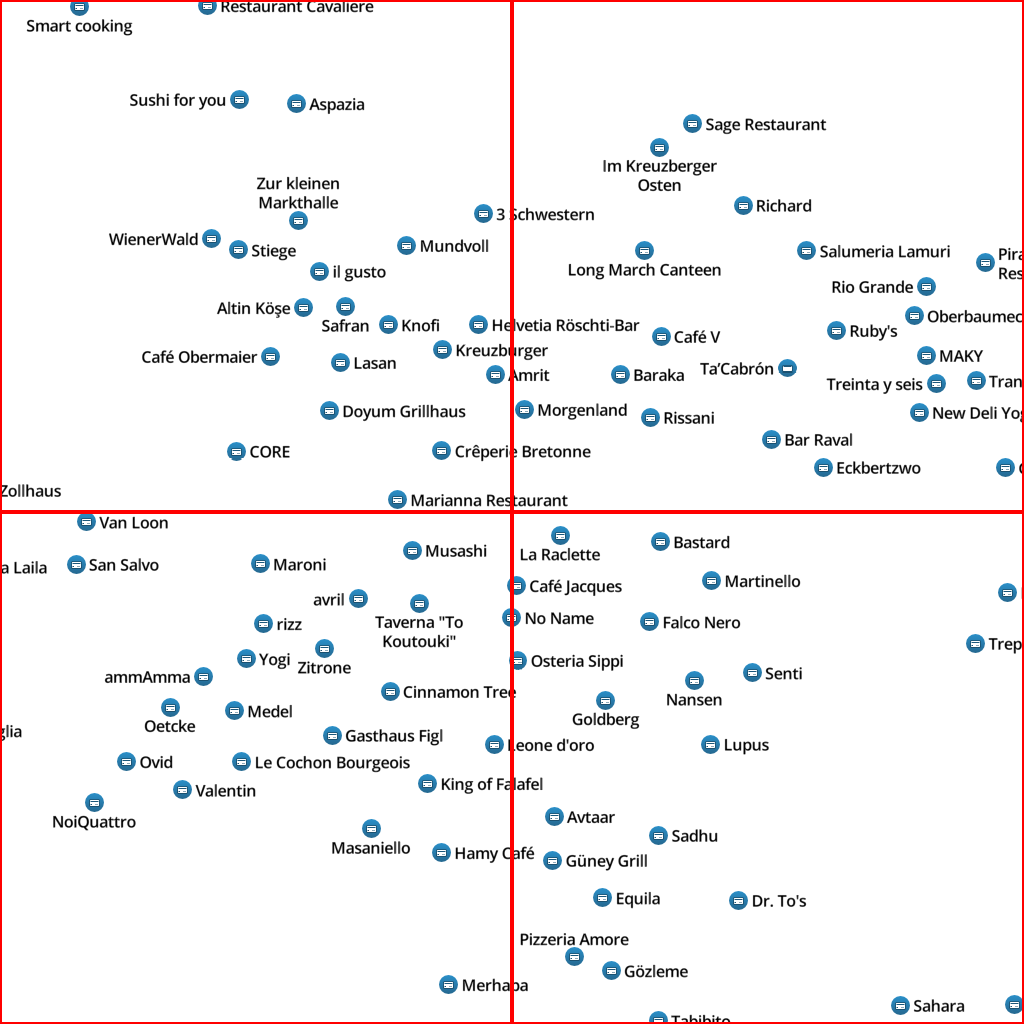 Smart cooking
Restaurant Cavaliere
Sushi for you
Aspazia
Zur kleinen
Markthalle
3 Schwestern
WienerWald
Stiege
Mundvoll
il gusto
Altin Köşe
Safran
Knofi
Helvetia Röschti-Bar
Kreuzburger
Café Obermaier
Lasan
Amrit
Doyum Grillhaus
Morgenland
CORE
Crêperie Bretonne
Zollhaus
Marianna Restaurant
Sage Restaurant
Im Kreuzberger
Osten
Richard
Long March Canteen
Salumeria Lamuri
Pira
Res
Rio Grande
Oberbaumec
Ruby's
Café V
MAKY
Baraka
Ta’Cabrón
Treinta y seis
Tran
Rissani
New Deli Yog
Bar Raval
Eckbertzwo
Van Loon
a Laila
San Salvo
Maroni
Musashi
avril
Taverna "To
Koutouki"
rizz
Yogi
Zitrone
ammAmma
Cinnamon Tree
Oetcke
Medel
glia
Gasthaus Figl
Leone d'oro
Ovid
Le Cochon Bourgeois
Valentin
King of Falafel
NoiQuattro
Masaniello
Hamy Café
Merhaba
La Raclette
Bastard
Café Jacques
Martinello
No Name
Falco Nero
Trep
Osteria Sippi
Senti
Nansen
Goldberg
Lupus
Avtaar
Sadhu
Güney Grill
Equila
Dr. To's
Pizzeria Amore
Gözleme
Sahara
Tabibito